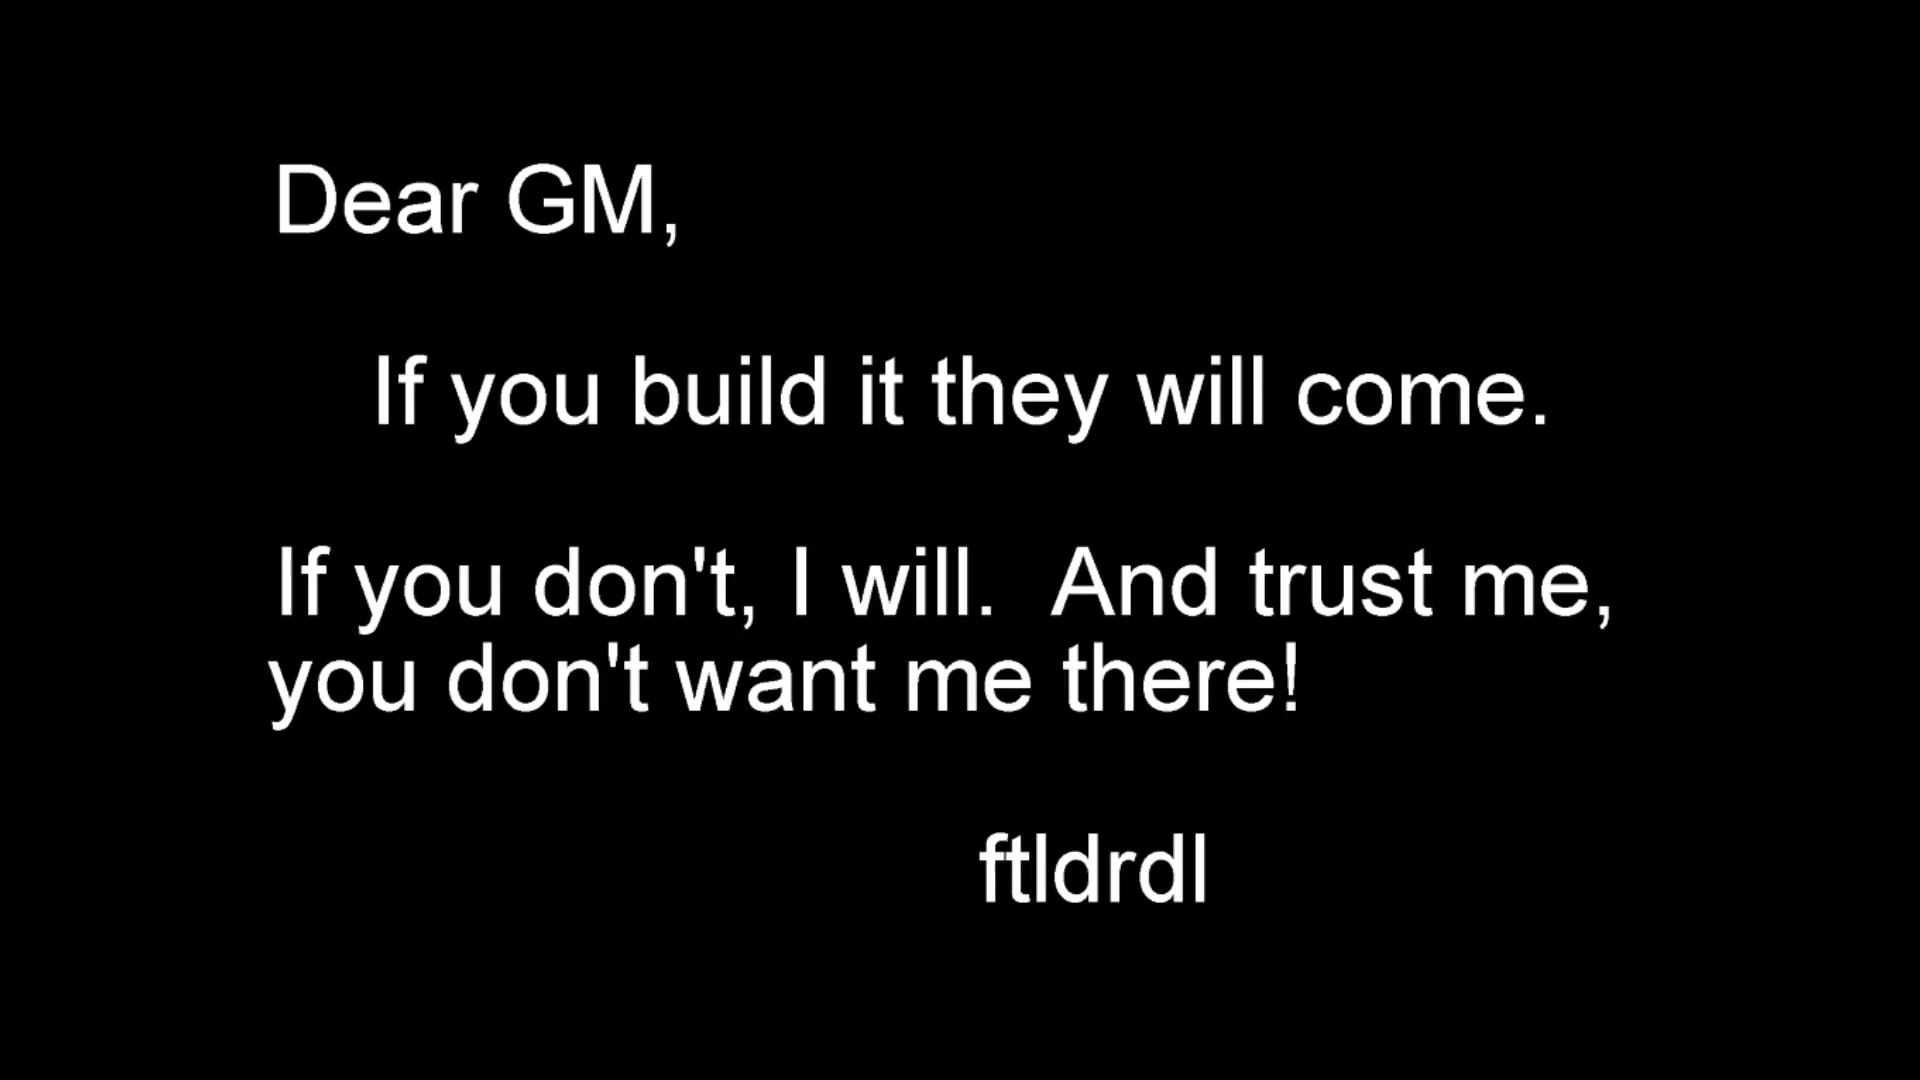 Dear GM,
If you build it they will come.
If you don't, I will.  And trust me,
you don't want me there!
ftldrdl